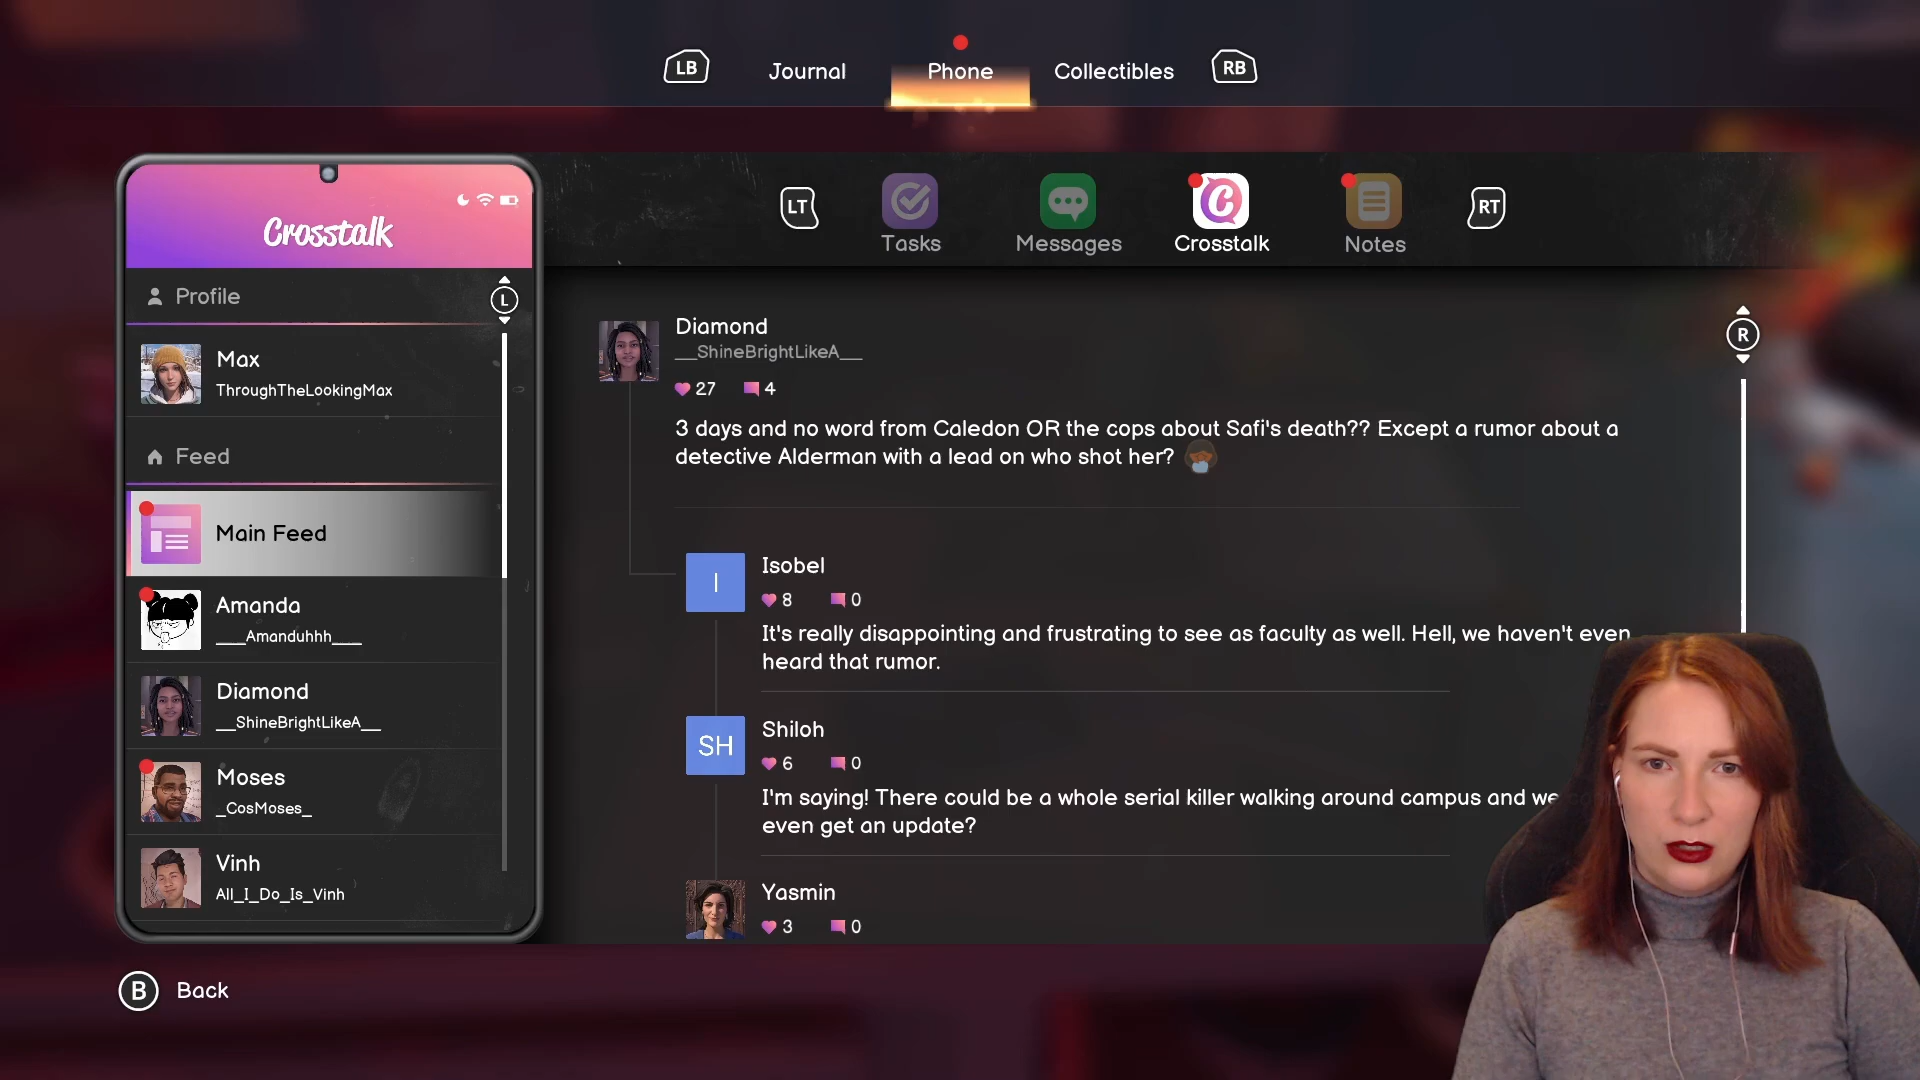 LB
Journal
Phone
Collectibles
RB
Crosstalk
Profile
L
Max
ThroughTheLookingMax
Feed
Main Feed
Amanda
___Amanduhhh___
Diamond
__ShineBrightLikeA__
Moses
_CosMoses_
Vinh
All_I_Do_Is_Vinh
B Back
LT
Tasks
Messages
C
Crosstalk
Notes
RT
R
Diamond
__ShineBrightLikeA__
27 4
3 days and no word from Caledon OR the cops about Safi's death?? Except a rumor about a
detective Alderman with a lead on who shot her?
I
Isobel
8 0
It's really disappointing and frustrating to see as faculty as well. Hell, we haven't even
heard that rumor.
SH
Shiloh
6 0
I'm saying! There could be a whole serial killer walking around campus and we
even get an update?
Yasmin
3 0